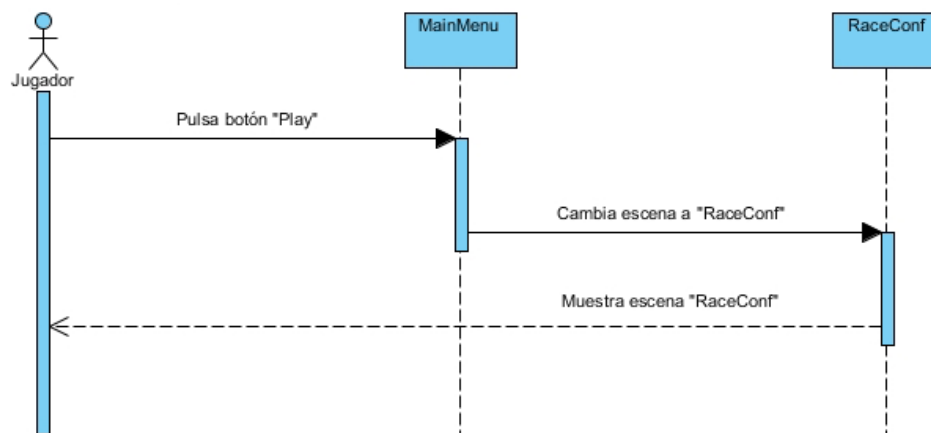 MainMenu
RaceConf
Jugador
Pulsa botón "Play"
Cambia escena a "RaceConf"
Muestra escena "RaceConf"